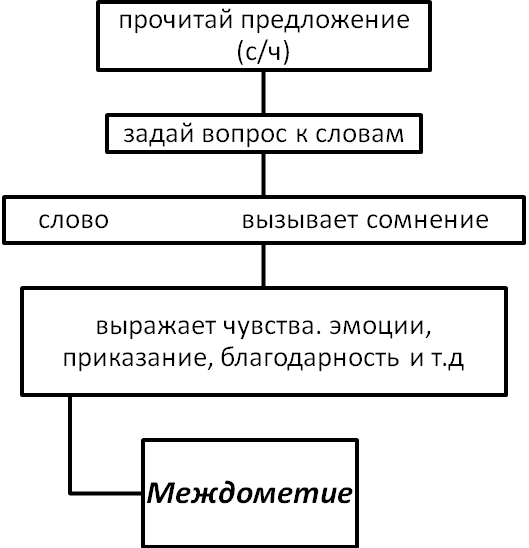 прочитай предложение
(с/ч)
задай вопрос к словам
слово вызывает сомнение
выражает чувства. эмоции,
приказание, благодарность и т.д
Междометие